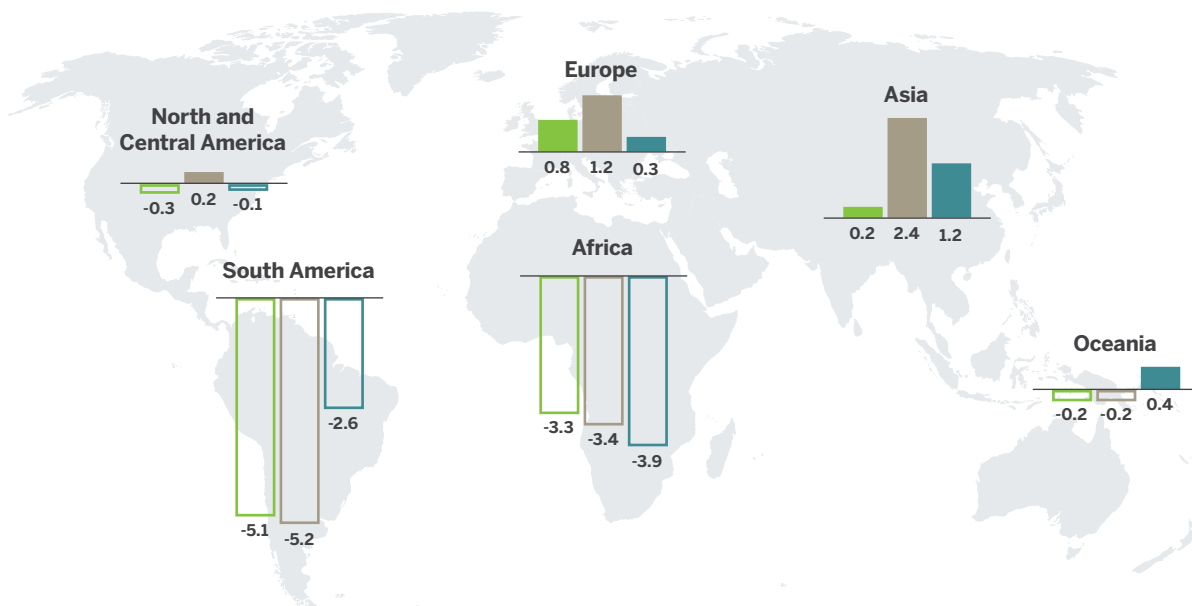 North and
Central America
-0.3
0.2
-0.1
Europe
0.8
1.2
0.3
Asia
0.2
2.4
1.2
South America
-5.1
-5.2
-2.6
Africa
-3.3
-3.4
-3.9
Oceania
-0.2
-0.2
0.4